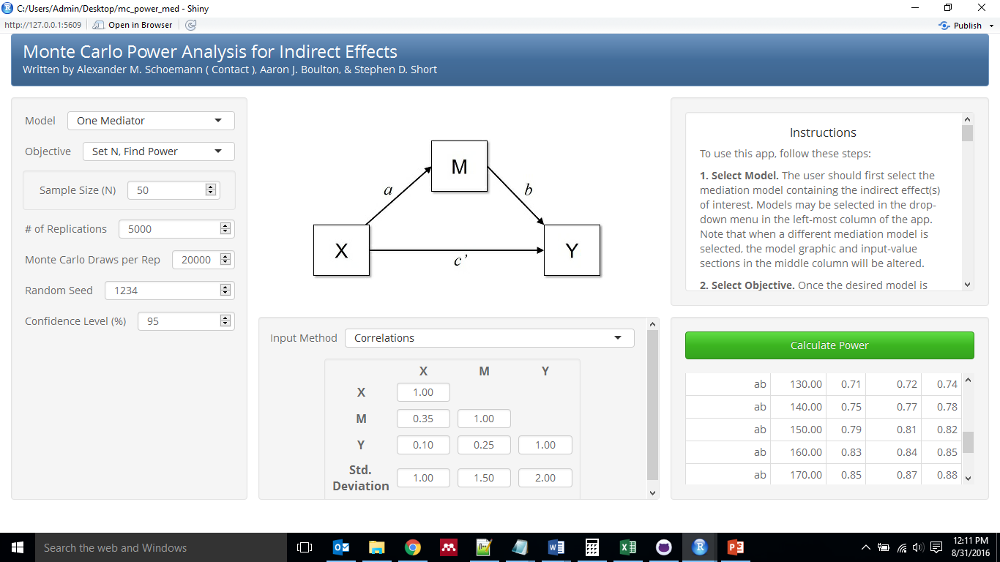 C:/Users/Admin/Desktop/mc_power_med - Shiny
http://127.0.0.1:5609 Open in Browser Publish
Monte Carlo Power Analysis for Indirect Effects
Written by Alexander M. Schoemann ( Contact ), Aaron J. Boulton, & Stephen D. Short
Model One Mediator
Objective Set N, Find Power
Sample Size (N) 50
# of Replications 5000
Monte Carlo Draws per Rep 20000
Random Seed 1234
Confidence Level (%) 95
M
a
b
X
Y
c’
Input Method Correlations
X M Y
X 1.00
M 0.35 1.00
Y 0.10 0.25 1.00
Std.
Deviation 1.00 1.50 2.00
Instructions
To use this app, follow these steps:
1. Select Model. The user should first select the
mediation model containing the indirect effect(s)
of interest. Models may be selected in the drop-
down menu in the left-most column of the app.
Note that when a different mediation model is
selected, the model graphic and input-value
sections in the middle column will be altered.
2. Select Objective. Once the desired model is
Calculate Power
ab 130.00 0.71 0.72 0.74
ab 140.00 0.75 0.77 0.78
ab 150.00 0.79 0.81 0.82
ab 160.00 0.83 0.84 0.85
ab 170.00 0.85 0.87 0.88
Search the web and Windows
12:11 PM
8/31/2016